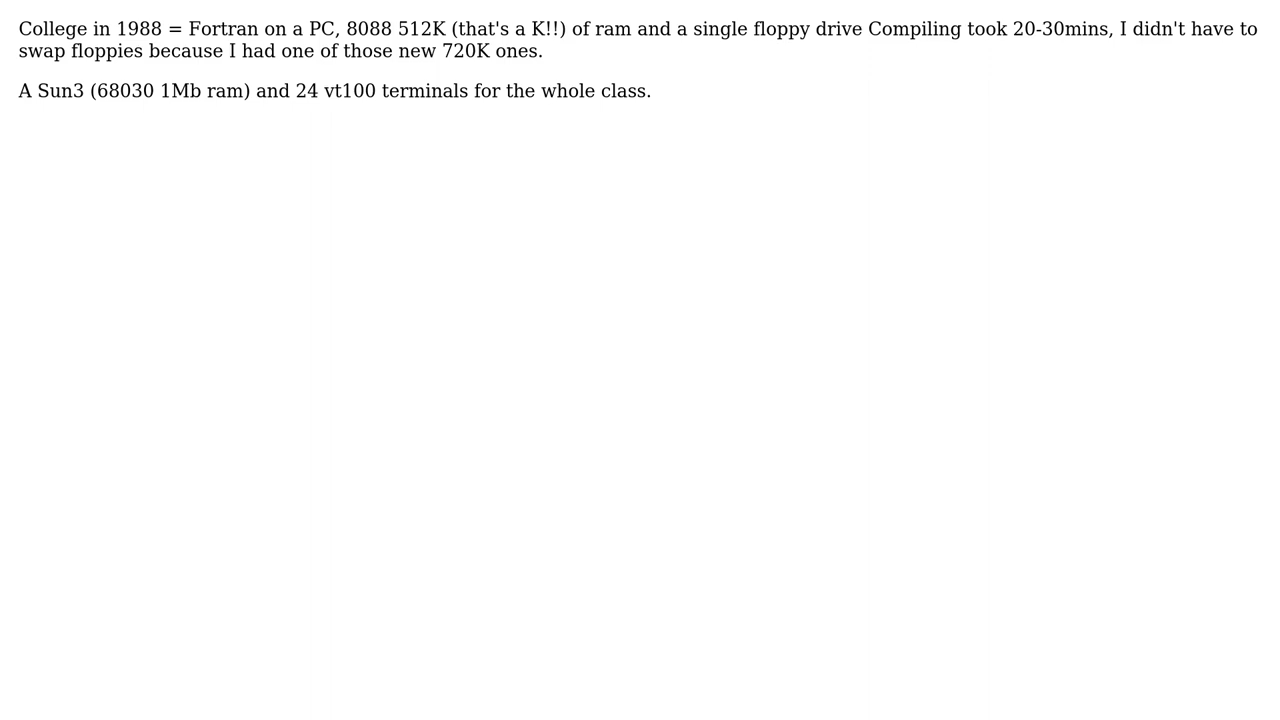 College in 1988 = Fortran on a PC, 8088 512K (that's a K!!) of ram and a single floppy drive Compiling took 20-30mins, I didn't have to
swap floppies because I had one of those new 720K ones.
A Sun3 (68030 1Mb ram) and 24 vt100 terminals for the whole class.